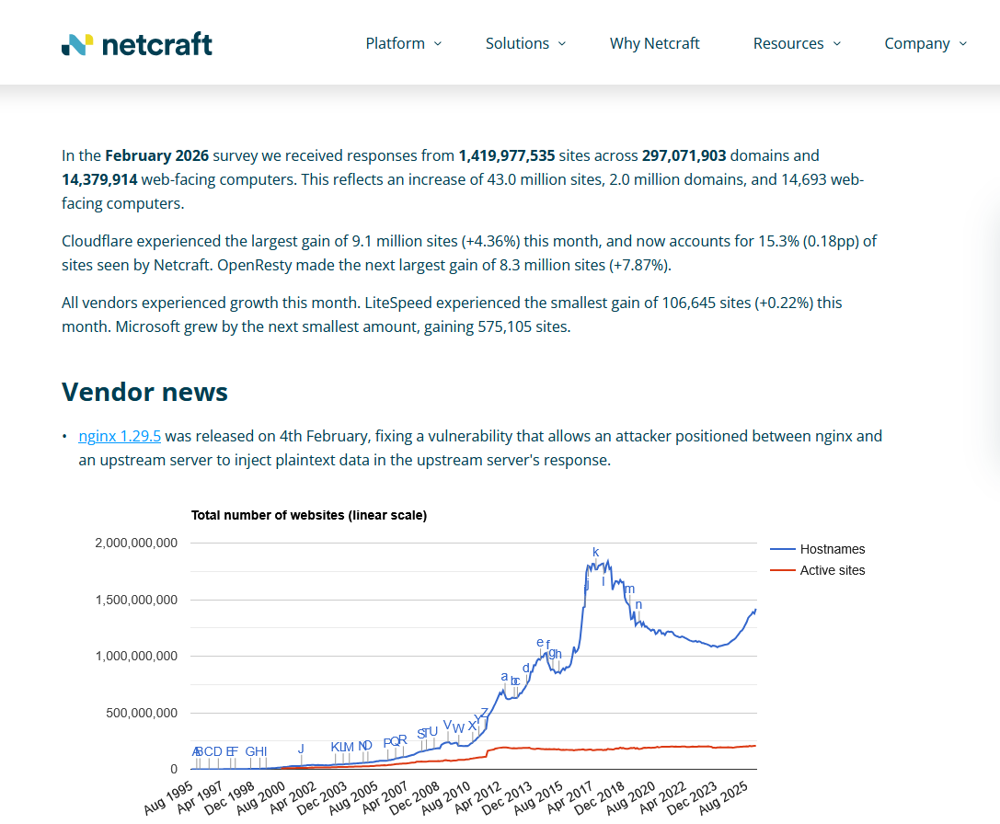 netcraft
Platform
Solutions
Why Netcraft
Resources
Company
In the February 2026 survey we received responses from 1,419,977,535 sites across 297,071,903 domains and
14,379,914 web-facing computers. This reflects an increase of 43.0 million sites, 2.0 million domains, and 14,693 web-
facing computers.
Cloudflare experienced the largest gain of 9.1 million sites (+4.36%) this month, and now accounts for 15.3% (0.18pp) of
sites seen by Netcraft. OpenResty made the next largest gain of 8.3 million sites (+7.87%).
All vendors experienced growth this month. LiteSpeed experienced the smallest gain of 106,645 sites (+0.22%) this
month. Microsoft grew by the next smallest amount, gaining 575,105 sites.
Vendor news
• nginx 1.29.5 was released on 4th February, fixing a vulnerability that allows an attacker positioned between nginx and
an upstream server to inject plaintext data in the upstream server's response.
Total number of websites (linear scale)
2,000,000,000
1,500,000,000
1,000,000,000
500,000,000
0
A B C D E F G H I J K L M N O P Q R S T U V W X Y Z a b c d e f g h j k l m n
Hostnames
Active sites
Aug 1995
Apr 1997
Dec 1998
Aug 2000
Apr 2002
Dec 2003
Aug 2005
Apr 2007
Dec 2008
Aug 2010
Apr 2012
Dec 2013
Aug 2015
Apr 2017
Dec 2018
Aug 2020
Apr 2022
Dec 2023
Aug 2025